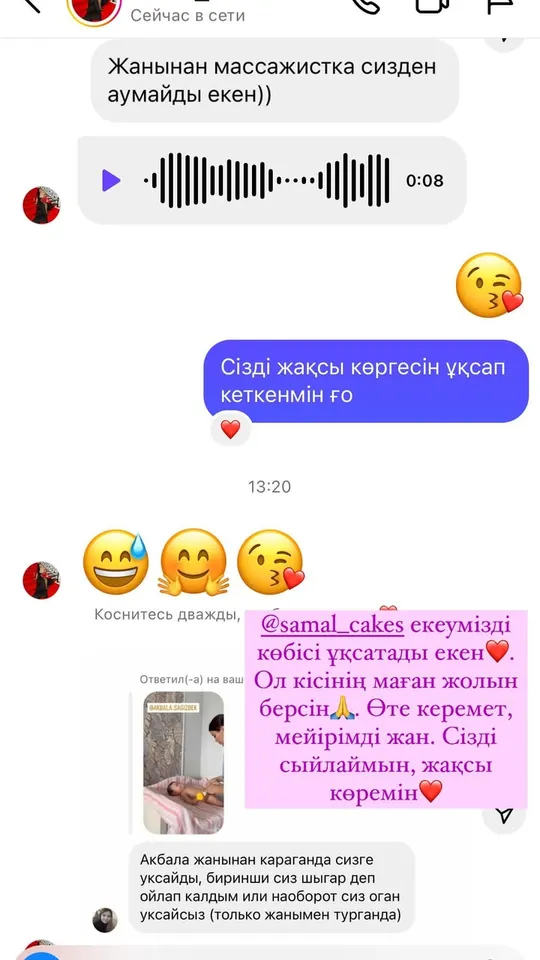 Сейчас в сети
Жанынан массажистка сизден
аумайды екен))
0:08
Сізді жақсы көргесін ұқсап
кеткенмін ғо
13:20
Коснитесь дважды,
@samal_cakes екеумізді
көбісі ұқсатады екен❤️.
Ол кісінің маған жолын
берсін🙏. Өте керемет,
мейірімді жан. Сізді
сыйлаймын, жақсы
көремін❤️
Ответил(-а) на ваш
@AKBALA.SAGIZBEK
Акбала жанынан караганда сизге
уксайды, биринши сиз шыгар деп
ойлап калдым или наоборот сиз оган
уксайсыз (только жанымен турганда)